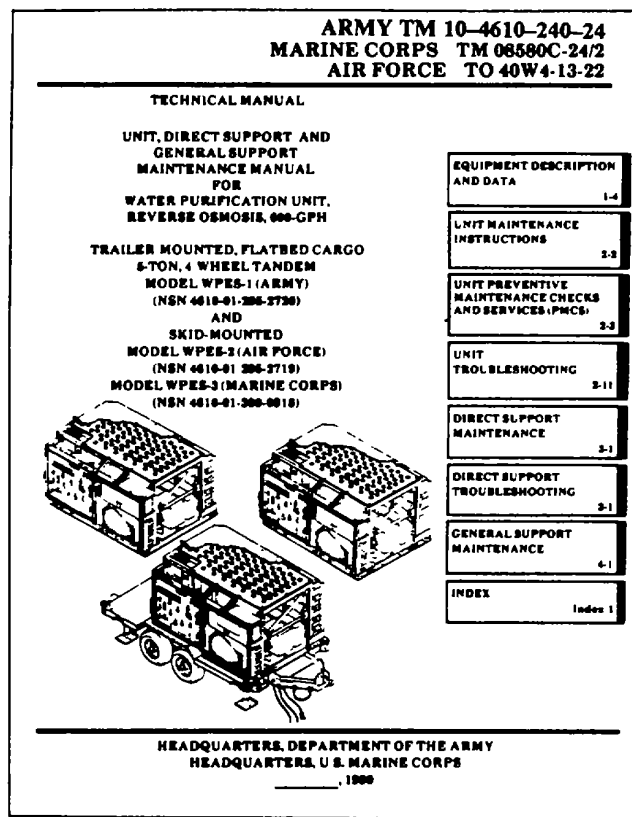 ARMY TM 10–4610–240–24
MARINE CORPS TM 08580C-24/2
AIR FORCE TO 40W4-13-22
TECHNICAL MANUAL
UNIT, DIRECT SUPPORT AND
GENERAL SUPPORT
MAINTENANCE MANUAL
FOR
WATER PURIFICATION UNIT,
REVERSE OSMOSIS, 600-GPH
TRAILER MOUNTED, FLATBED CARGO
5-TON, 4 WHEEL TANDEM
MODEL WPES-1 (ARMY)
(NSN
AND
SKID-MOUNTED
MODEL WPES-2 (AIR FORCE)
(NSN
MODEL WPES-3 (MARINE CORPS)
(NSN
EQUIPMENT DESCRIPTION
AND DATA
1-4
UNIT MAINTENANCE
INSTRUCTIONS
2-2
UNIT PREVENTIVE
MAINTENANCE CHECKS
AND SERVICES (PMCS)
UNIT
TROUBLESHOOTING
2-11
DIRECT SUPPORT
MAINTENANCE
3-1
DIRECT SUPPORT
TROUBLESHOOTING
3-1
GENERAL SUPPORT
MAINTENANCE
4-1
INDEX
Index 1
HEADQUARTERS, DEPARTMENT OF THE ARMY
HEADQUARTERS, U S. MARINE CORPS